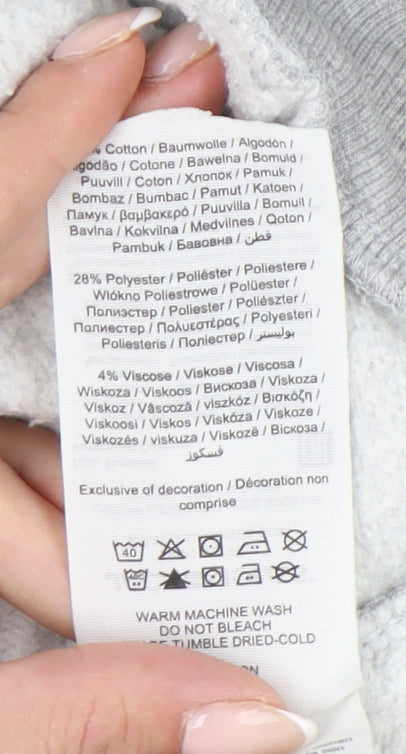 % Cotton / Baumwolle / Algodón /
godão / Cotone / Bawełna / Bomuld /
Puuvill / Coton / Хлопок / Pamuk /
Bombaz / Bumbac / Pamut / Katoen /
Памук / βαμβακερό / Puuvilla / Bomull /
Bavlna / Kokvilna / Medvilnes / Qoton /
Pambuk / Бавовна / قطن
28% Polyester / Poliéster / Poliestere /
Włókno Poliestrowe / Polüester /
Полиэстер / Poliester / Poliészter /
Полиестер / Πολυεστέρας / Polyesteri /
Poliesteris / Поліестер / بوليستر
4% Viscose / Viskose / Viscosa /
Wiskoza / Viskoos / Вискоза / Viskoza /
Viskoz / Vâscoză / viszkóz / Βισκόζη /
Viskoosi / Viskos / Viskóza / Viskoze /
Viskozés / viskuza / Viskozë / Віскоза /
فسكوز
Exclusive of decoration / Décoration non
comprise
40
WARM MACHINE WASH
DO NOT BLEACH
TUMBLE DRIED-COLD